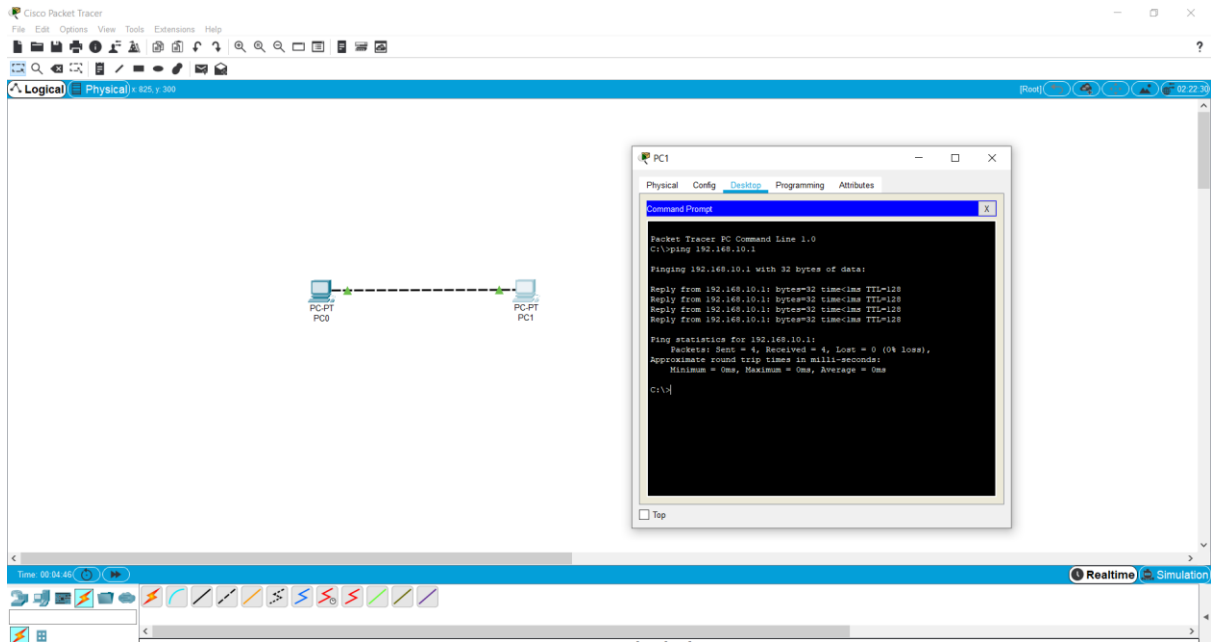 Cisco Packet Tracer
File Edit Options View Tools Extensions Help
?
Logical Physical x: 825, y: 300 [Root] 02:22:30
PC1
Physical Config Desktop Programming Attributes
Command Prompt X
Packet Tracer PC Command Line 1.0
C:\>ping 192.168.10.1
Pinging 192.168.10.1 with 32 bytes of data:
Reply from 192.168.10.1: bytes=32 time<1ms TTL=128
Reply from 192.168.10.1: bytes=32 time<1ms TTL=128
Reply from 192.168.10.1: bytes=32 time<1ms TTL=128
Reply from 192.168.10.1: bytes=32 time<1ms TTL=128
Ping statistics for 192.168.10.1:
Packets: Sent = 4, Received = 4, Lost = 0 (0% loss),
Approximate round trip times in milli-seconds:
Minimum = 0ms, Maximum = 0ms, Average = 0ms
C:\>
Top
PC-PT
PC0
PC-PT
PC1
Time: 00:04:46 Realtime Simulation